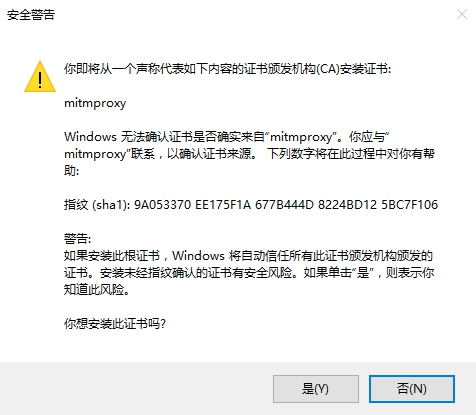 安全警告
你即将从一个声称代表如下内容的证书颁发机构(CA)安装证书:
mitmproxy
Windows 无法确认证书是否确实来自“mitmproxy”。你应与“
mitmproxy”联系，以确认证书来源。 下列数字将在此过程中对你有帮
助:
指纹 (sha1): 9A053370 EE175F1A 677B444D 8224BD12 5BC7F106
警告:
如果安装此根证书，Windows 将自动信任所有此证书颁发机构颁发的
证书。安装未经指纹确认的证书有安全风险。如果单击“是”，则表示你
知道此风险。
你想安装此证书吗?
是(Y)
否(N)